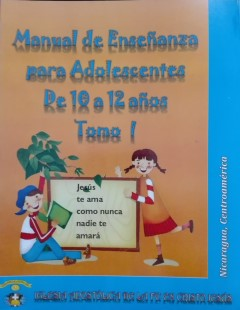 Manual de Enseñanza
para Adolescentes
De 10 a 12 años
Tomo 1
Jesús
te ama
como nunca
nadie te
amará
Nicaragua, Centroamérica